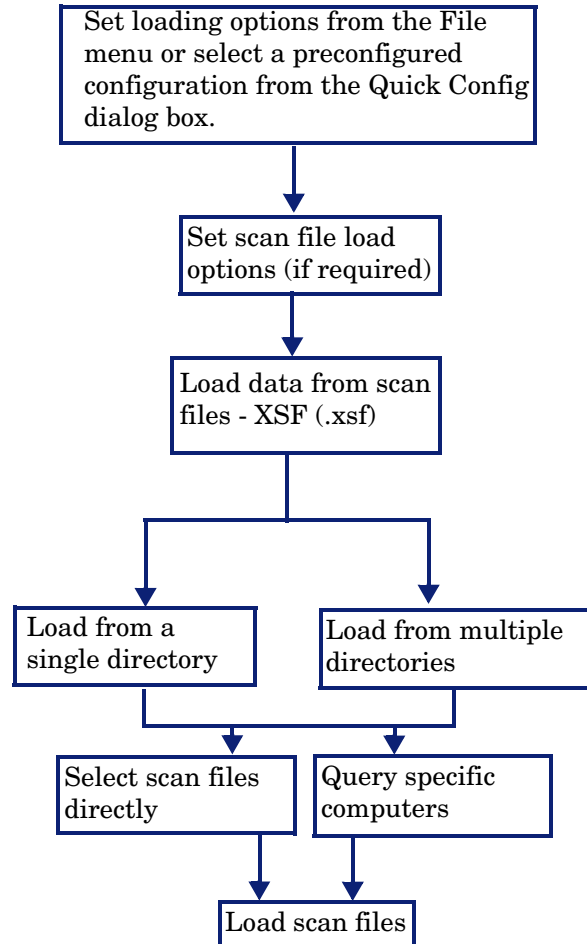 Set loading options from the File
menu or select a preconfigured
configuration from the Quick Config
dialog box.
Set scan file load
options (if required)
Load data from scan
files - XSF (.xsf)
Load from a
single directory
Load from multiple
directories
Select scan files
directly
Query specific
computers
Load scan files